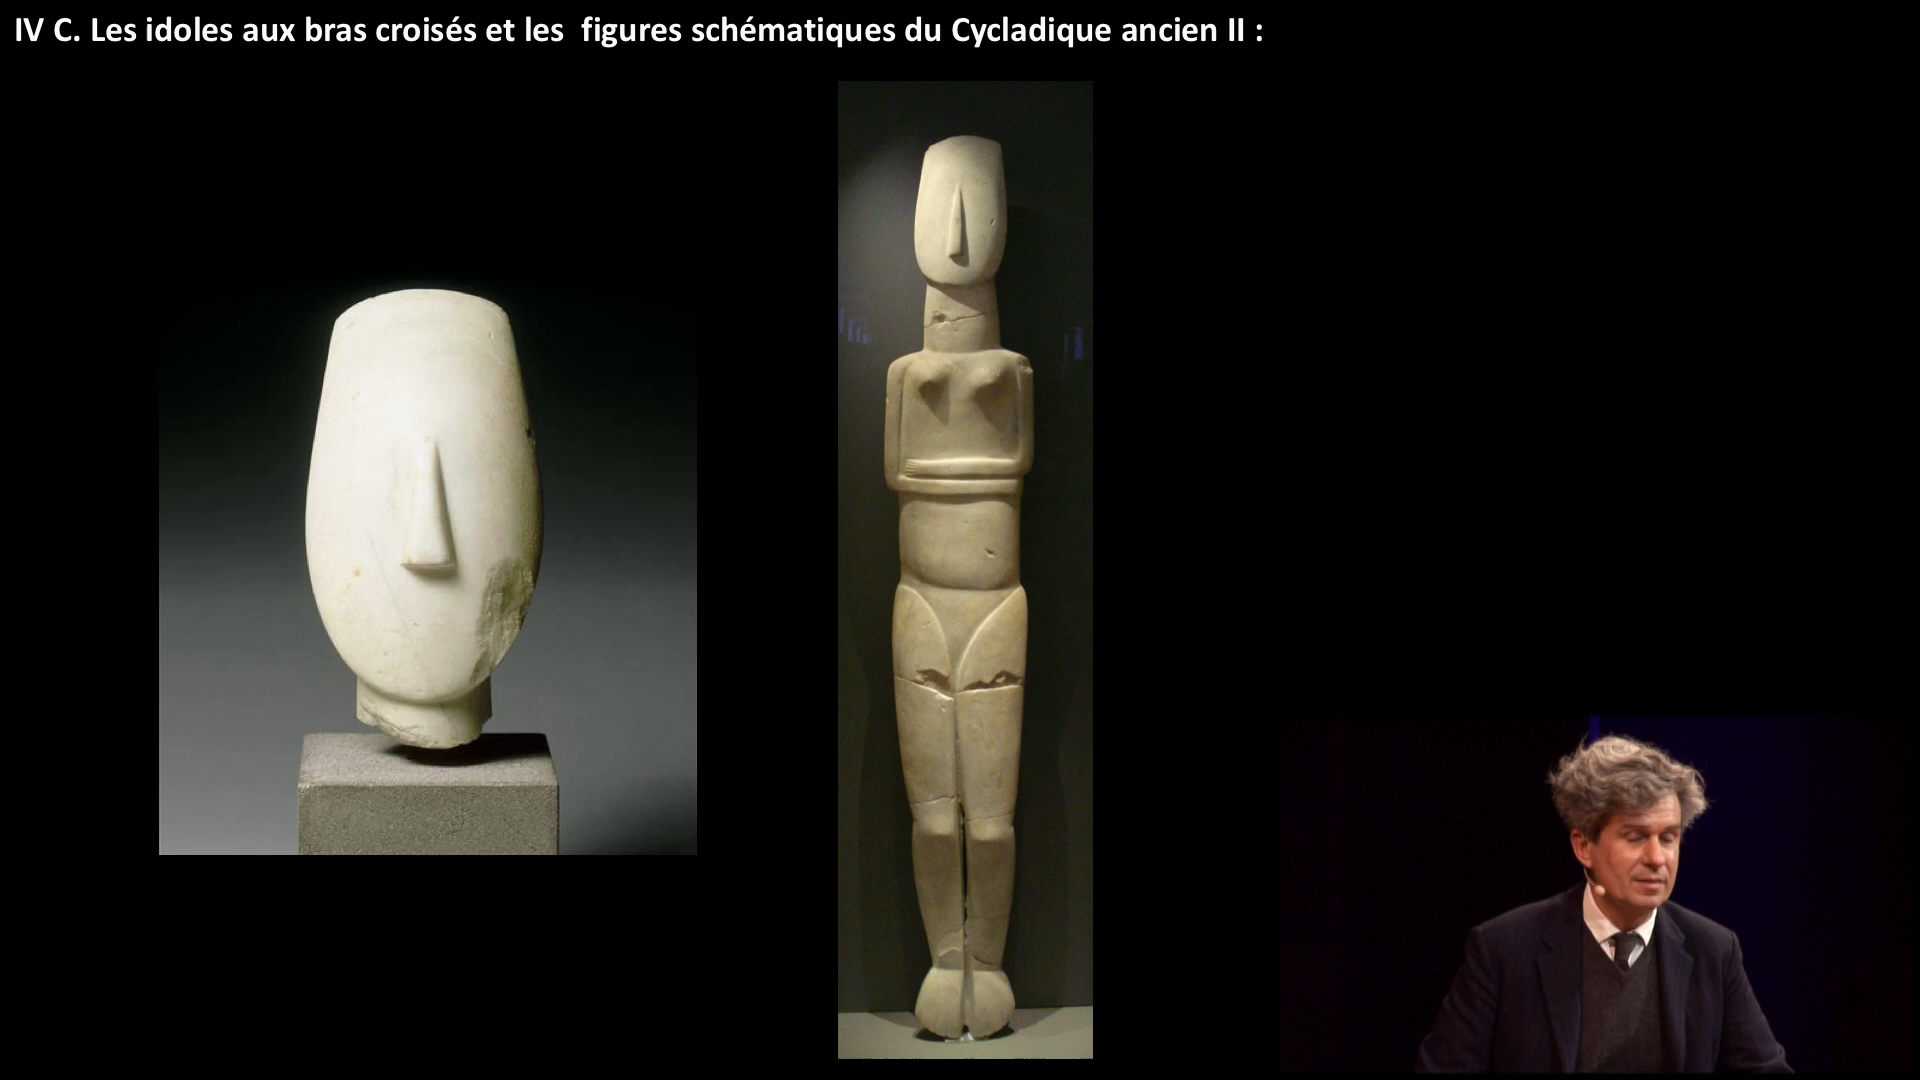 IV C. Les idoles aux bras croisés et les  figures schématiques du Cycladique ancien II :